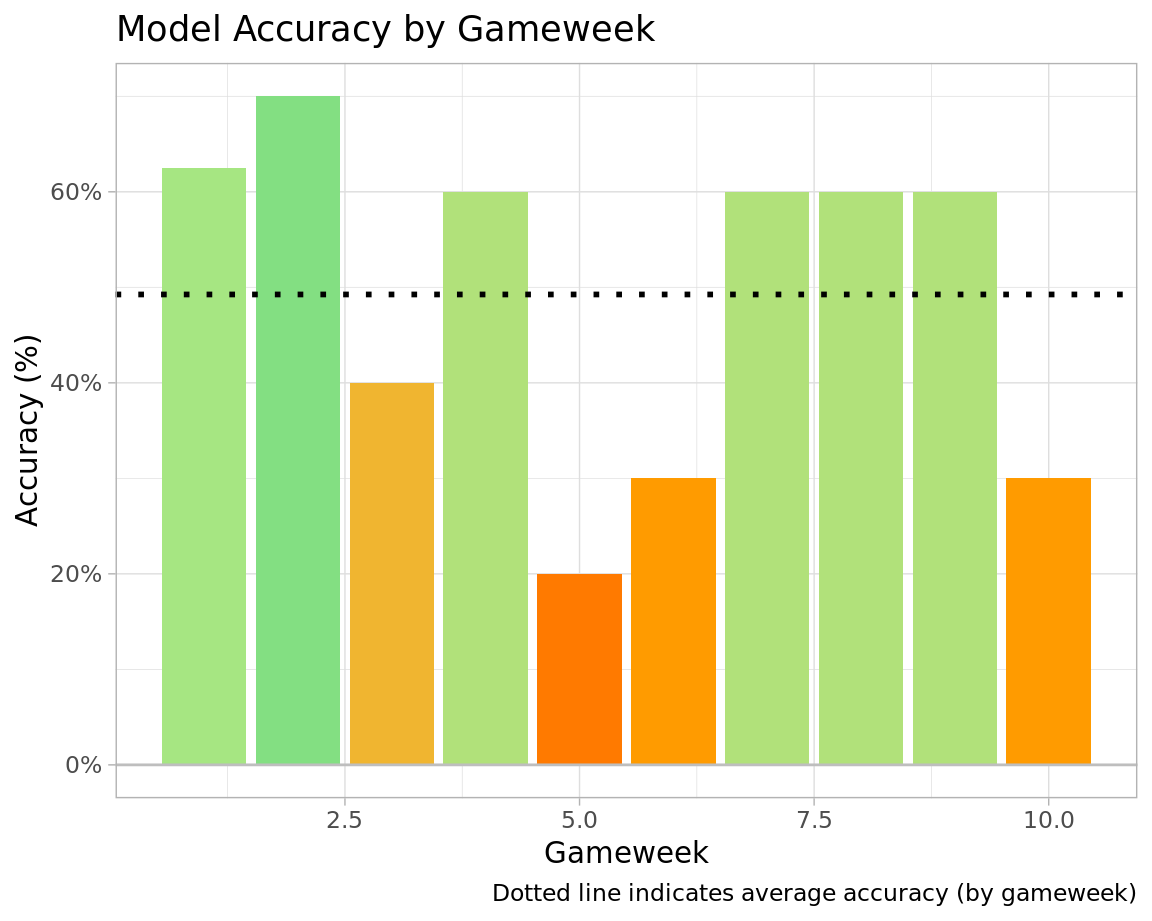 Model Accuracy by Gameweek
Accuracy (%)
60%
40%
20%
0%
2.5 5.0 7.5 10.0
Gameweek
Dotted line indicates average accuracy (by gameweek)